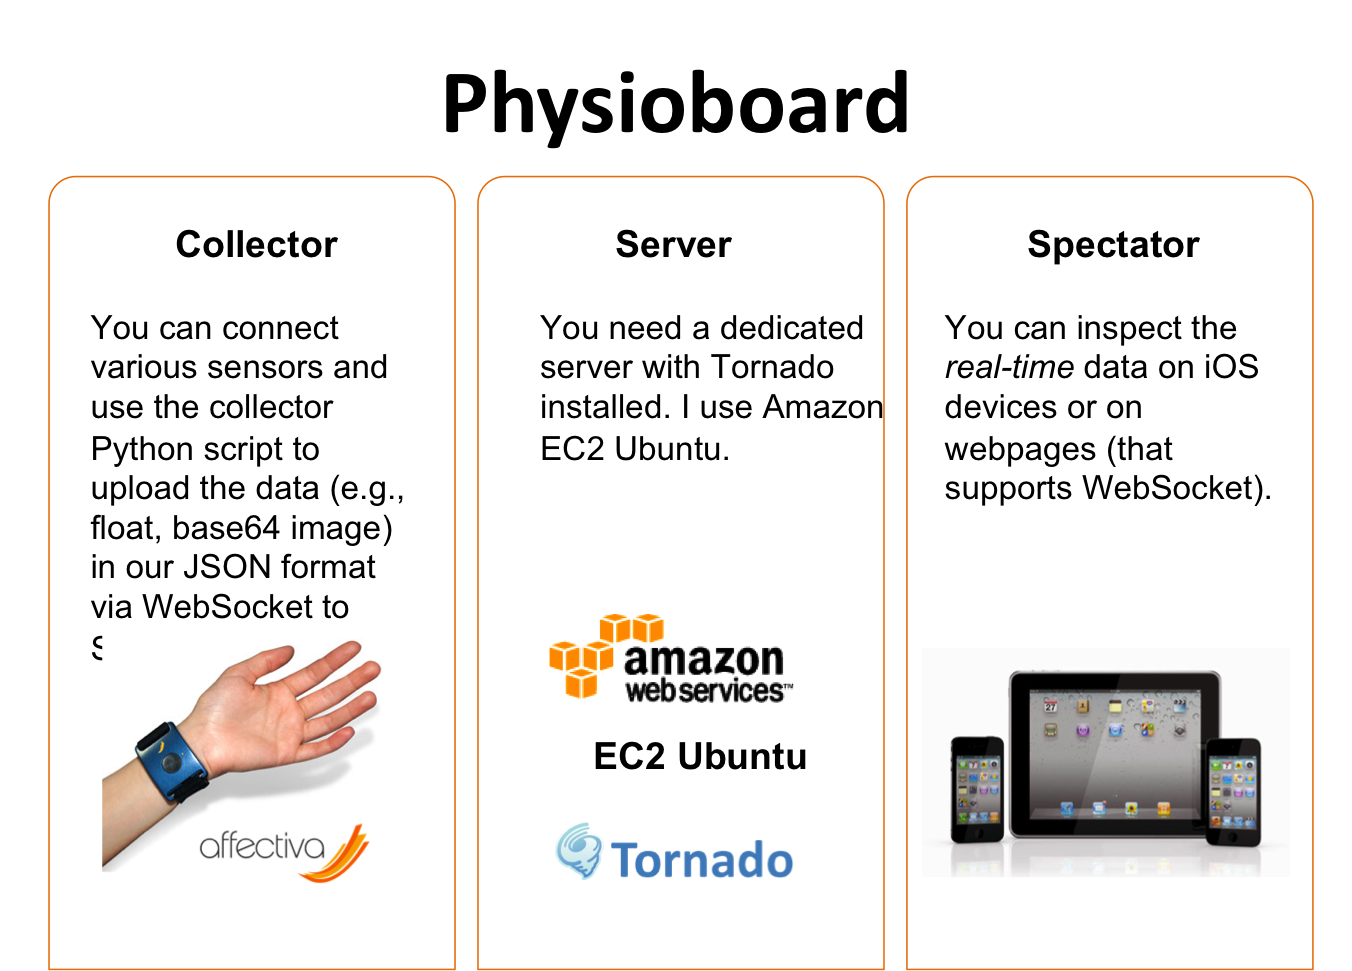 Physioboard
Collector
You can connect
various sensors and
use the collector
Python script to
upload the data (e.g.,
float, base64 image)
in our JSON format
via WebSocket to
affectiva
Server
You need a dedicated
server with Tornado
installed. I use Amazon
EC2 Ubuntu.
amazon
web services™
EC2 Ubuntu
Tornado
Spectator
You can inspect the
real-time data on iOS
devices or on
webpages (that
supports WebSocket).
27